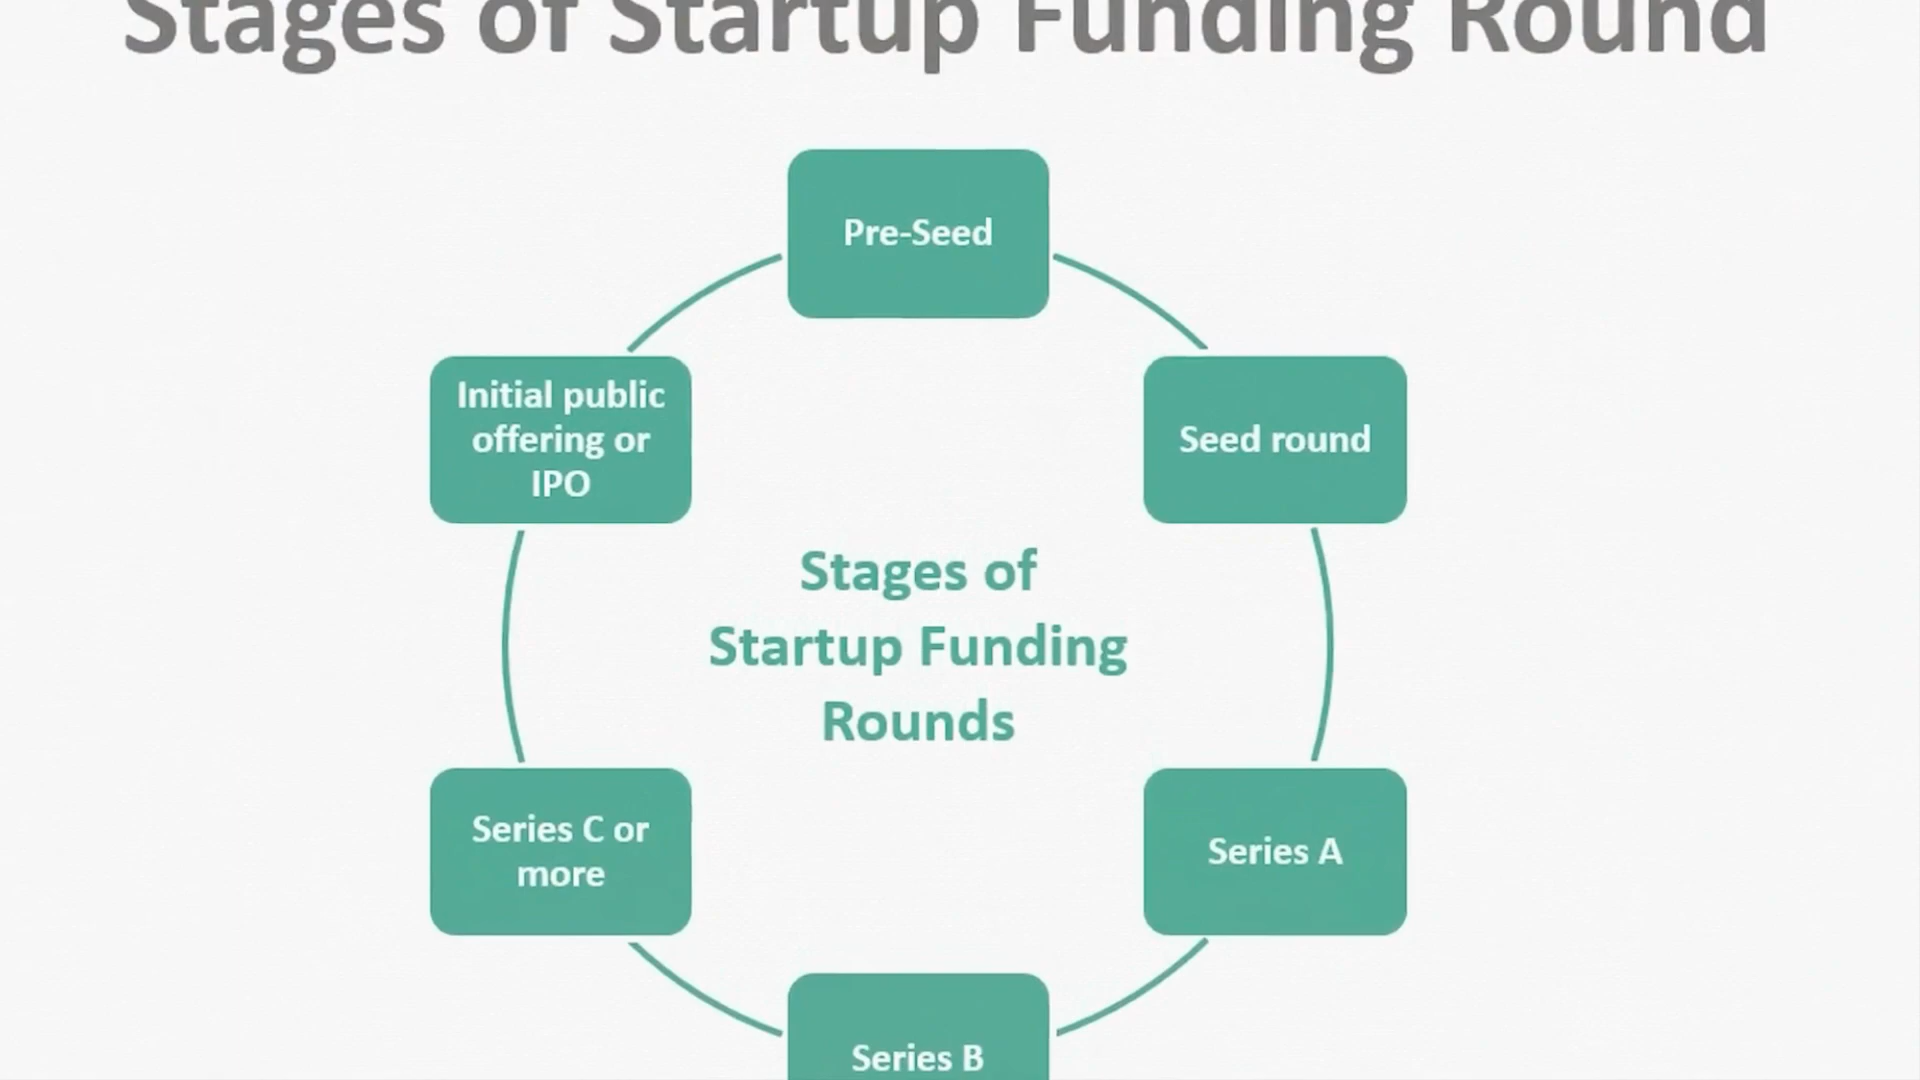 Stages of Startup Funding Round
Pre-Seed
Initial public
offering or
IPO
Seed round
Stages of
Startup Funding
Rounds
Series C or
more
Series A
Series B